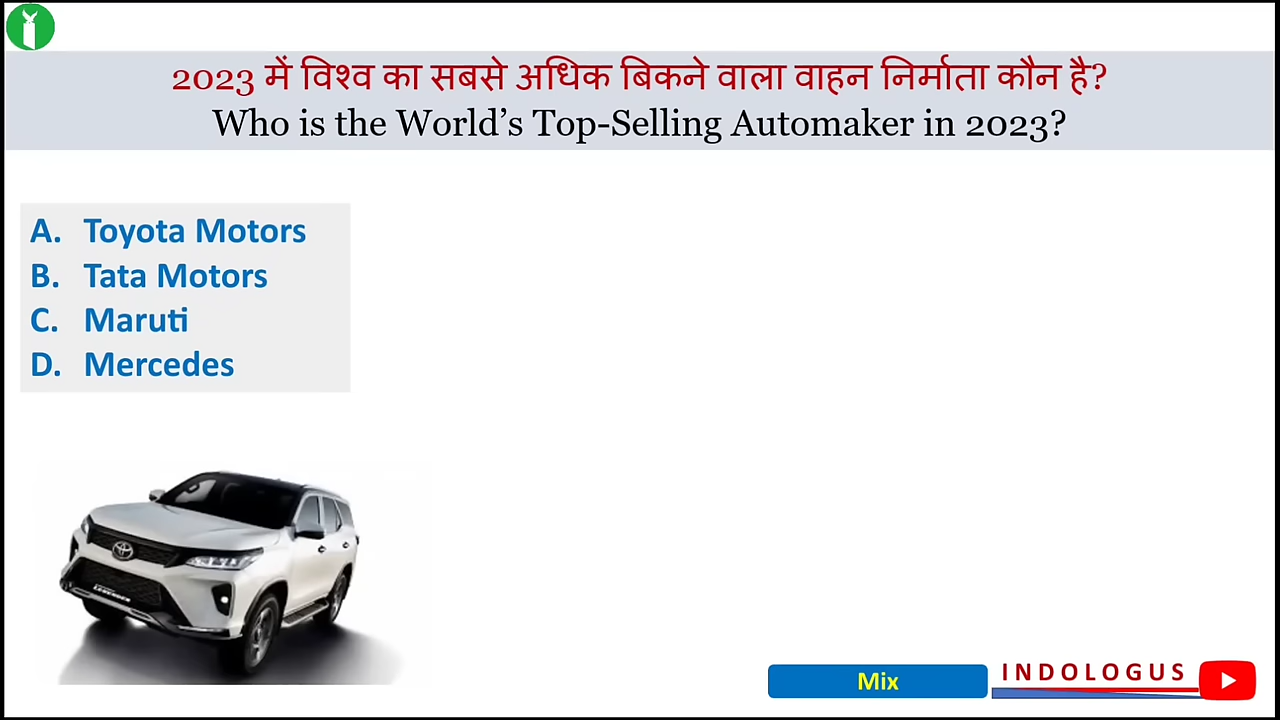 2023 में विश्व का सबसे अधिक बिकने वाला वाहन निर्माता कौन है?
Who is the World’s Top-Selling Automaker in 2023?
A. Toyota Motors
B. Tata Motors
C. Maruti
D. Mercedes
LEGENDER
Mix
INDOLOGUS